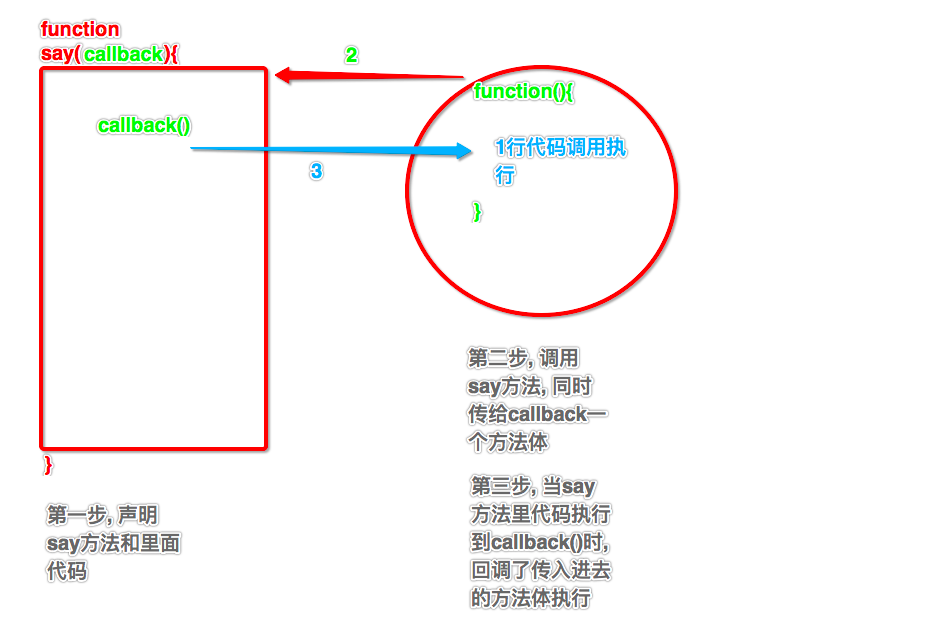 function
say(callback){
callback()
}
第一步, 声明
say方法和里面
代码
2
3
function(){
1行代码调用执
行
}
第二步, 调用
say方法, 同时
传给callback一
个方法体
第三步, 当say
方法里代码执行
到callback()时,
回调了传入进去
的方法体执行